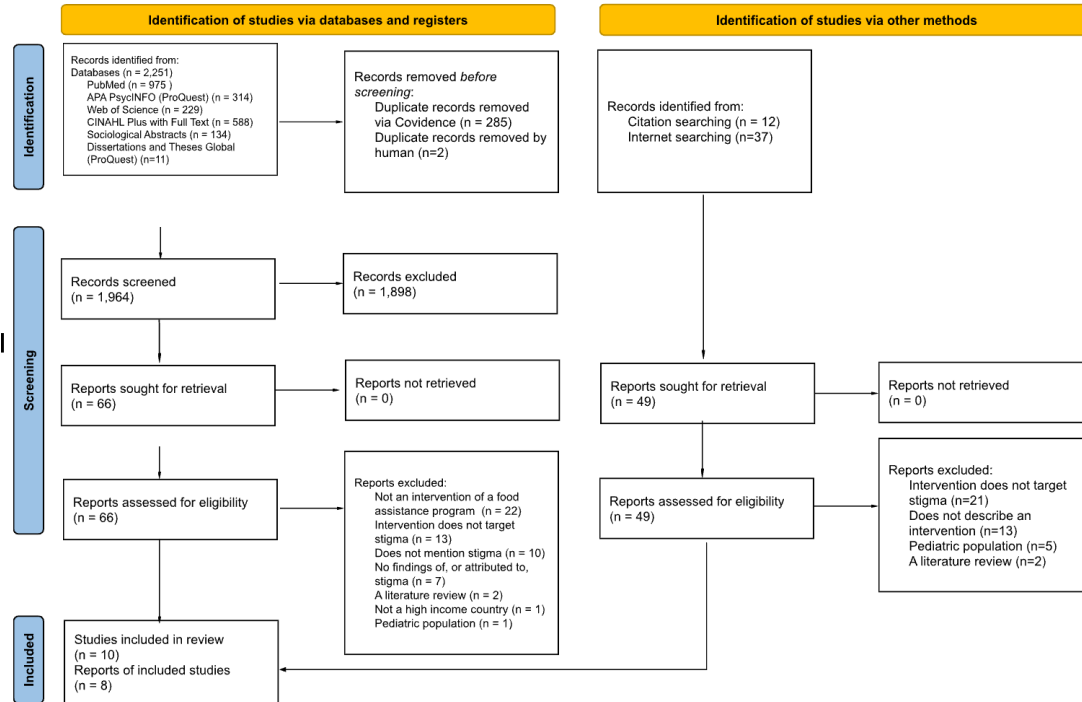 Identification of studies via databases and registers
Identification of studies via other methods
Identification
Records identified from:
Databases (n = 2,251)
PubMed (n = 975 )
APA PsycINFO (ProQuest) (n = 314)
Web of Science (n = 229)
CINAHL Plus with Full Text (n = 588)
Sociological Abstracts (n = 134)
Dissertations and Theses Global
(ProQuest) (n=11)
Records removed before
screening:
Duplicate records removed
via Covidence (n = 285)
Duplicate records removed by
human (n=2)
Records identified from:
Citation searching (n = 12)
Internet searching (n=37)
Screening
Records screened
(n = 1,964)
Records excluded
(n = 1,898)
Reports sought for retrieval
(n = 66)
Reports not retrieved
(n = 0)
Reports sought for retrieval
(n = 49)
Reports not retrieved
(n = 0)
Reports assessed for eligibility
(n = 66)
Reports excluded:
Not an intervention of a food
assistance program (n = 22)
Intervention does not target
stigma (n = 13)
Does not mention stigma (n = 10)
No findings of, or attributed to,
stigma (n = 7)
A literature review (n = 2)
Not a high income country (n = 1)
Pediatric population (n = 1)
Reports assessed for eligibility
(n = 49)
Reports excluded:
Intervention does not target
stigma (n=21)
Does not describe an
intervention (n=13)
Pediatric population (n=5)
A literature review (n=2)
Included
Studies included in review
(n = 10)
Reports of included studies
(n = 8)